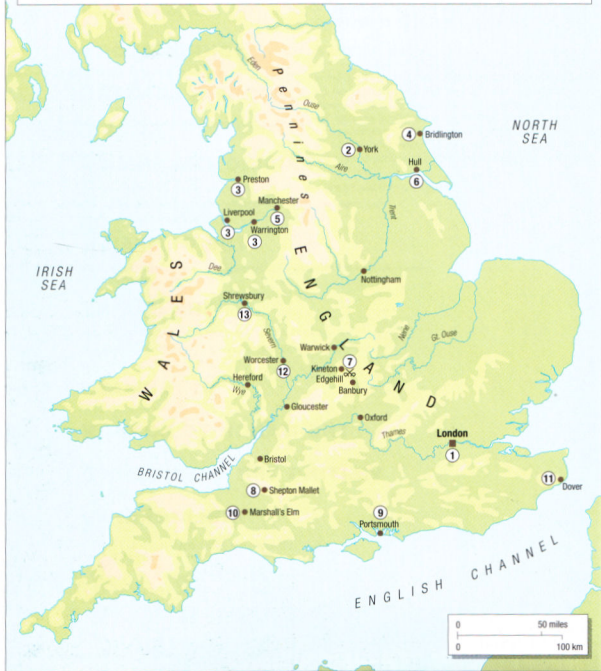 Eden
Pennines
Ouse
NORTH
SEA
4 Bridlington
2 York
Aire
Hull
6
Preston
3
Manchester
5
Liverpool
3
Warrington
3
Trent
IRISH
SEA
Dee
Nottingham
WALES
ENGLAND
Shrewsbury
13
Severn
Nene
Gt. Ouse
Warwick
7
Worcester
12
Kineton
Edgehill
Banbury
Hereford
Wye
Gloucester
Oxford
Thames
London
1
Bristol
BRISTOL CHANNEL
8 Shepton Mallet
11
Dover
10 Marshall's Elm
9
Portsmouth
ENGLISH CHANNEL
0 50 miles
0 100 km